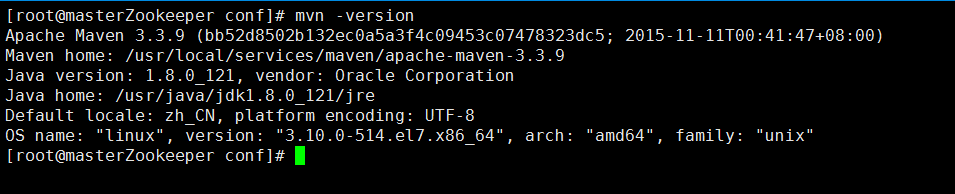 [root@masterZookeeper conf]# mvn -version
Apache Maven 3.3.9 (bb52d8502b132ec0a5a3f4c09453c07478323dc5; 2015-11-11T00:41:47+08:00)
Maven home: /usr/local/services/maven/apache-maven-3.3.9
Java version: 1.8.0_121, vendor: Oracle Corporation
Java home: /usr/java/jdk1.8.0_121/jre
Default locale: zh_CN, platform encoding: UTF-8
OS name: "linux", version: "3.10.0-514.el7.x86_64", arch: "amd64", family: "unix"
[root@masterZookeeper conf]#